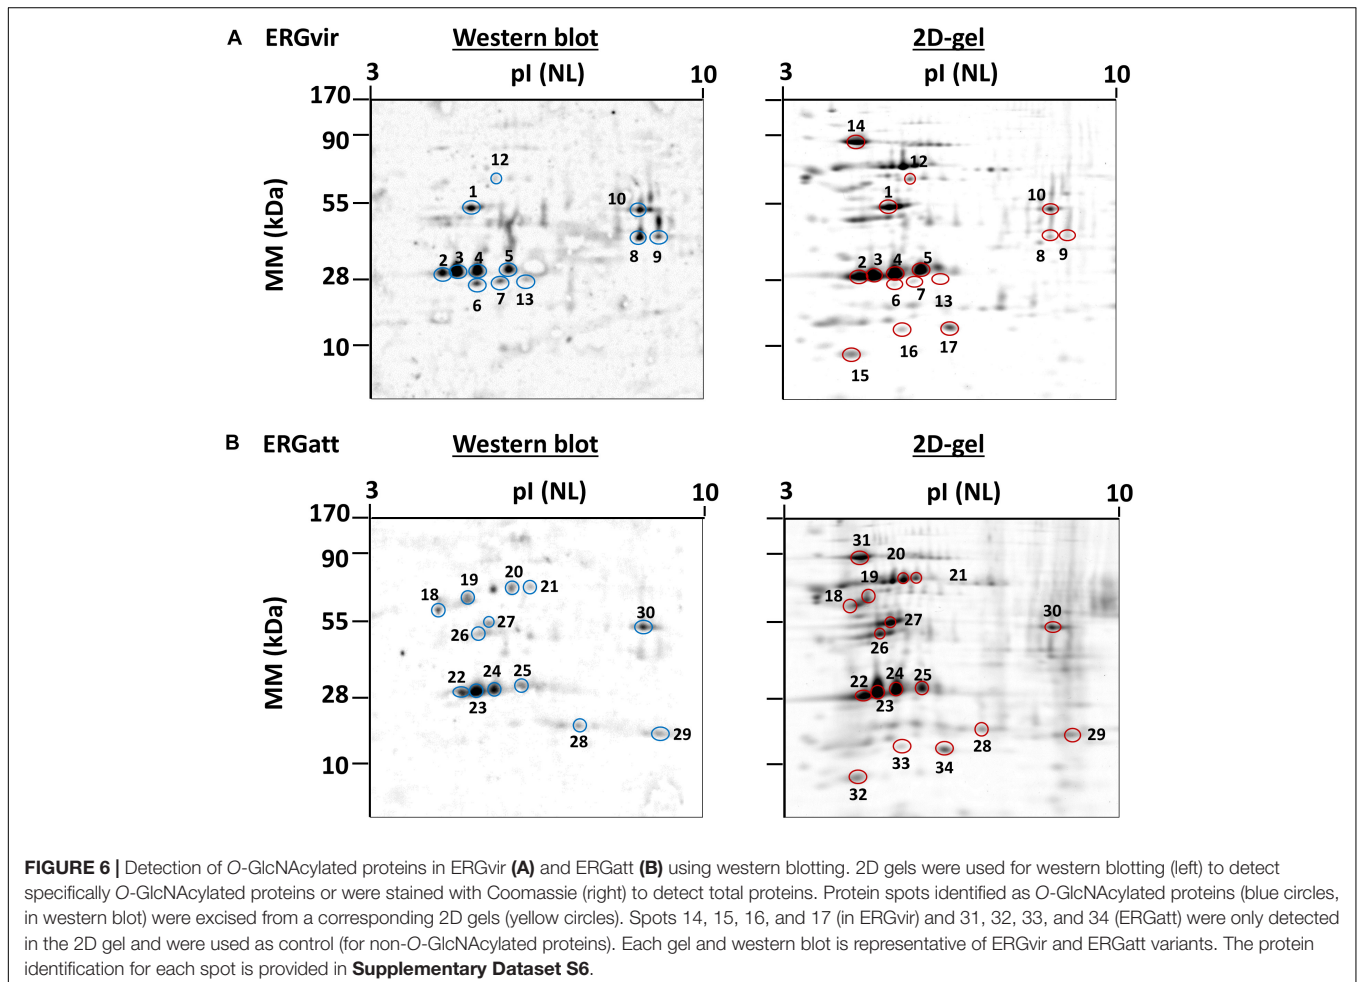 A ERGvir Western blot 2D-gel
3 pI (NL) 10 3 pI (NL) 10
170
90
55
28
10
MM (kDa)
12
1
10
2 3 4 5
8 9
6 7 13
14
12
1
10
2 3 4 5
8 9
6 7 13
16 17
15
B ERGatt Western blot 2D-gel
3 pI (NL) 10 3 pI (NL) 10
170
90
55
28
10
MM (kDa)
20 21
19
18
27
26
30
22 24 25
23
28 29
31 20
19 21
18
27
26
30
22 24 25
23
28 29
33 34
32
FIGURE 6 | Detection of O-GlcNAcylated proteins in ERGvir (A) and ERGatt (B) using western blotting. 2D gels were used for western blotting (left) to detect
specifically O-GlcNAcylated proteins or were stained with Coomassie (right) to detect total proteins. Protein spots identified as O-GlcNAcylated proteins (blue circles,
in western blot) were excised from a corresponding 2D gels (yellow circles). Spots 14, 15, 16, and 17 (in ERGvir) and 31, 32, 33, and 34 (ERGatt) were only detected
in the 2D gel and were used as control (for non-O-GlcNAcylated proteins). Each gel and western blot is representative of ERGvir and ERGatt variants. The protein
identification for each spot is provided in Supplementary Dataset S6.